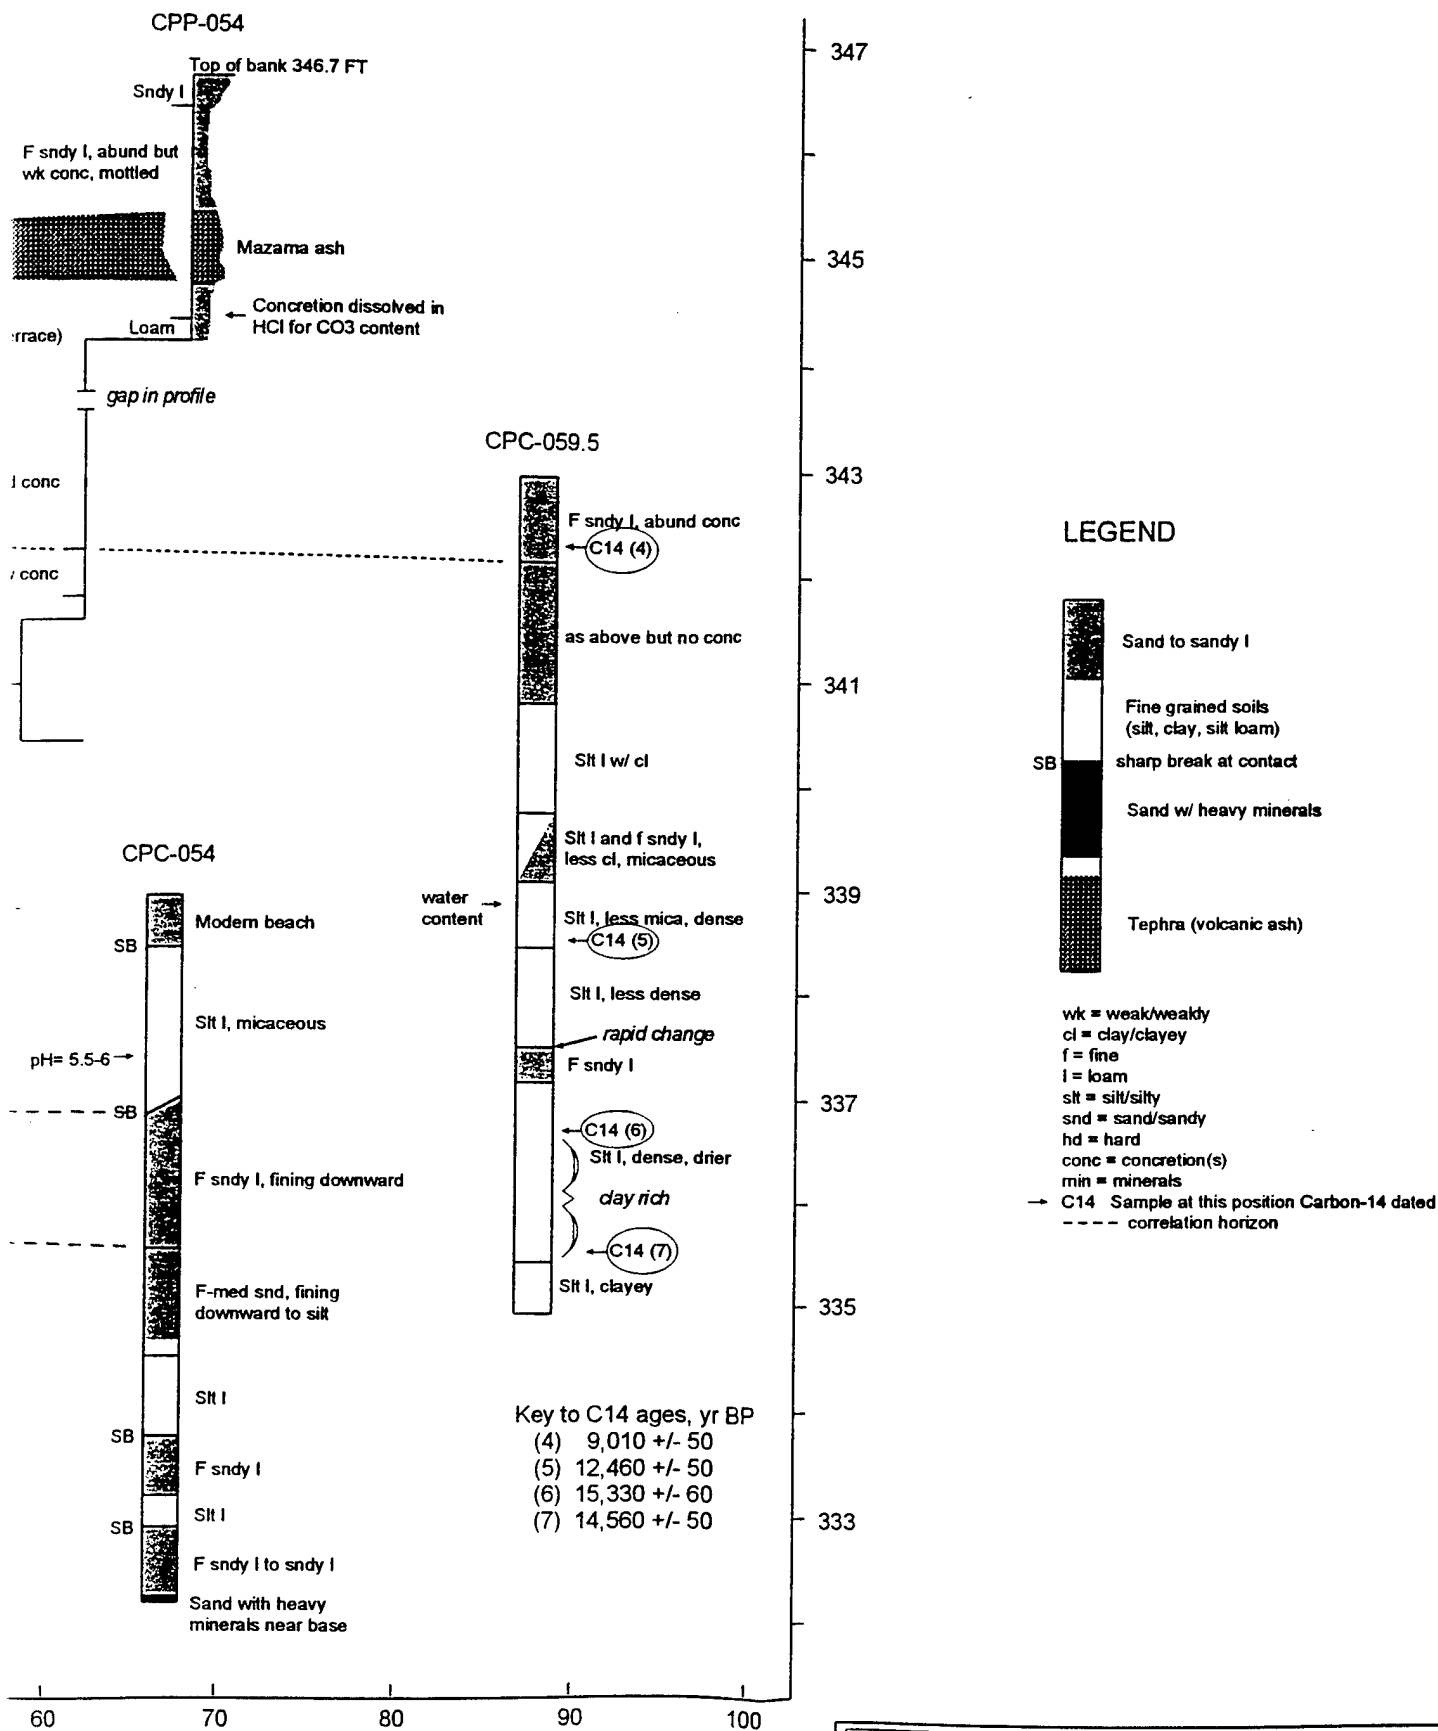 CPP-054
Top of bank 346.7 FT
Sndy l
F sndy l, abund but
wk conc, mottled
Mazama ash
Concretion dissolved in
HCl for CO3 content
Loam
errace)
gap in profile
conc
conc
CPC-059.5
F sndy l, abund conc
C14 (4)
as above but no conc
Slt l w/ cl
Slt l and f sndy l,
less cl, micaceous
water
content
Slt l, less mica, dense
C14 (5)
Slt l, less dense
rapid change
F sndy l
C14 (6)
Slt l, dense, drier
clay rich
C14 (7)
Slt l, clayey
CPC-054
Modern beach
SB
Slt l, micaceous
pH= 5.5-6
SB
F sndy l, fining downward
F-med snd, fining
downward to silt
Slt l
SB
F sndy l
Slt l
SB
F sndy l to sndy l
Sand with heavy
minerals near base
Key to C14 ages, yr BP
(4) 9,010 +/- 50
(5) 12,460 +/- 50
(6) 15,330 +/- 60
(7) 14,560 +/- 50
347
345
343
341
339
337
335
333
60
70
80
90
100
LEGEND
Sand to sandy l
Fine grained soils
(silt, clay, silt loam)
SB sharp break at contact
Sand w/ heavy minerals
Tephra (volcanic ash)
wk = weak/weakly
cl = clay/clayey
f = fine
l = loam
slt = silt/silty
snd = sand/sandy
hd = hard
conc = concretion(s)
min = minerals
→ C14 Sample at this position Carbon-14 dated
---- correlation horizon